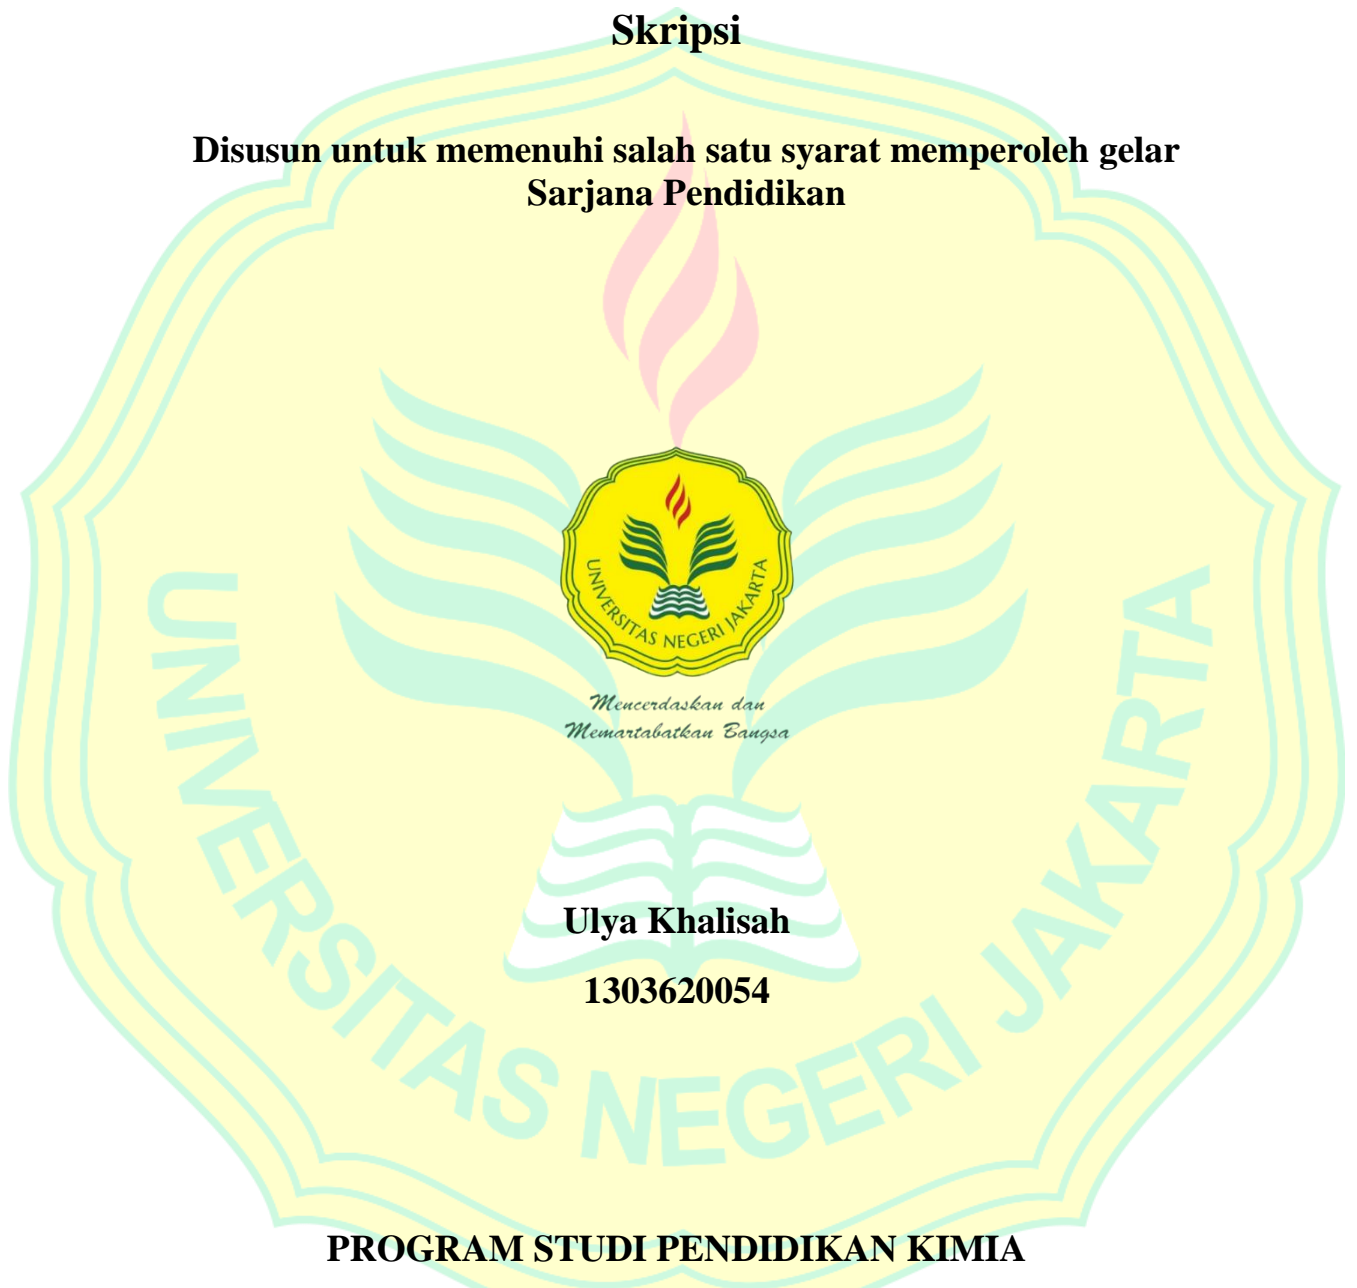 Skripsi
Disusun untuk memenuhi salah satu syarat memperoleh gelar
Sarjana Pendidikan
UNIVERSITAS NEGERI JAKARTA
Mencerdaskan dan
Memartabatkan Bangsa
Ulya Khalisah
1303620054
UNIVERSITAS NEGERI JAKARTA
PROGRAM STUDI PENDIDIKAN KIMIA